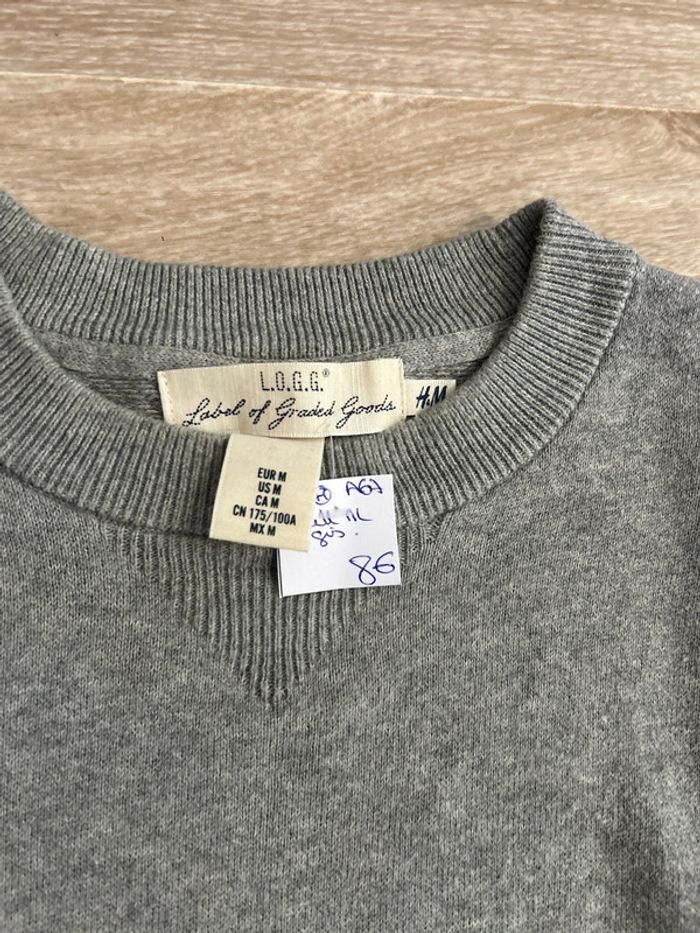 L.O.G.G.®
Label of Graded Goods
H&M
EUR M
US M
CA M
CN 175/100A
MX M
86